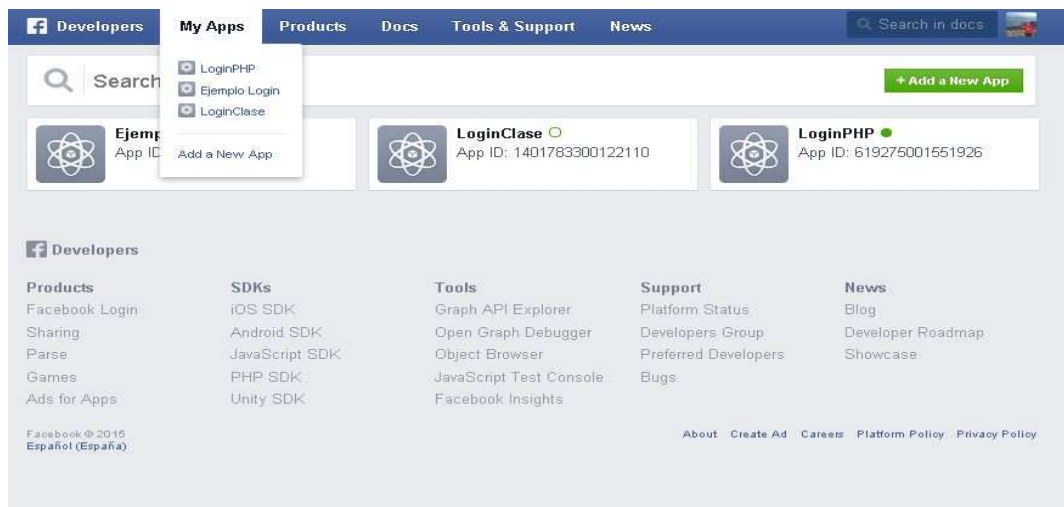 Developers My Apps Products Docs Tools & Support News Search in docs
LoginPHP
Ejemplo Login
LoginClase
Add a New App
Search
+ Add a New App
Ejemp
App ID
LoginClase
App ID: 1401783300122110
LoginPHP
App ID: 619275001551926
Developers
Products
Facebook Login
Sharing
Parse
Games
Ads for Apps
SDKs
iOS SDK
Android SDK
JavaScript SDK
PHP SDK
Unity SDK
Tools
Graph API Explorer
Open Graph Debugger
Object Browser
JavaScript Test Console
Facebook Insights
Support
Platform Status
Developers Group
Preferred Developers
Bugs
News
Blog
Developer Roadmap
Showcase
Facebook © 2015
Español (España)
About Create Ad Careers Platform Policy Privacy Policy